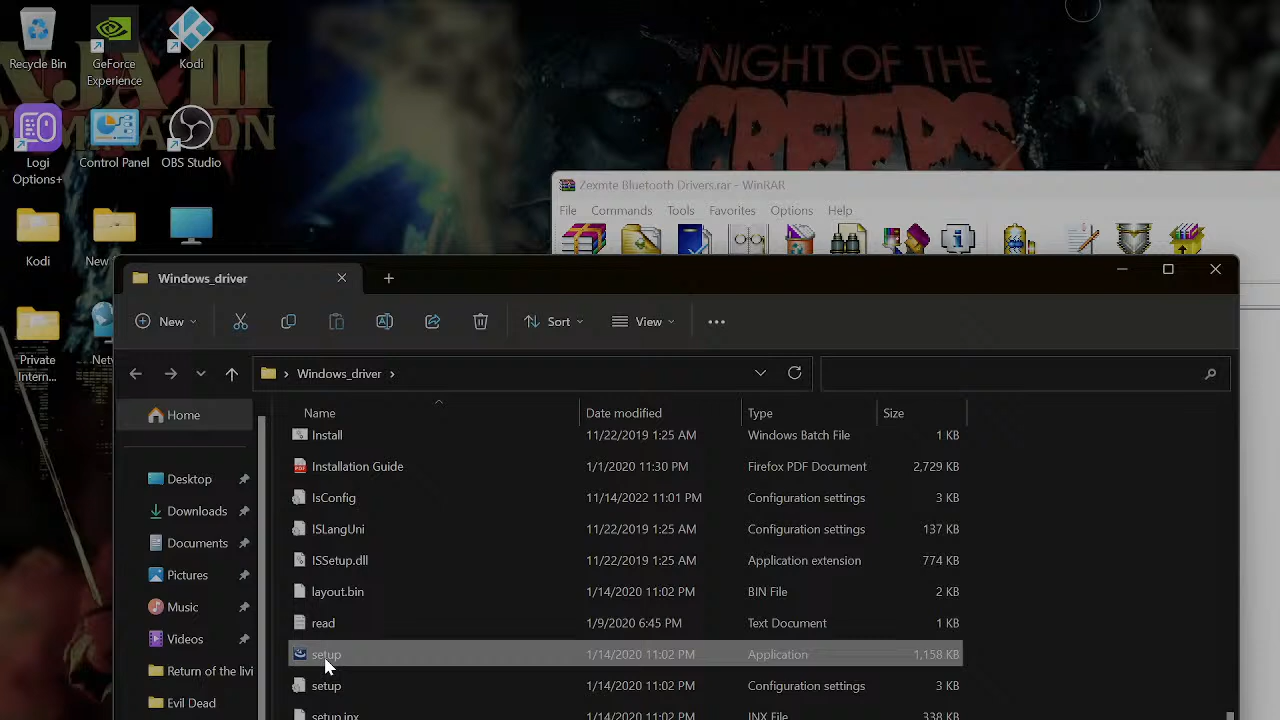 NIGHT OF THE
CREEPS
NJA III
DOMINATION
Recycle Bin
GeForce
Experience
Kodi
Logi
Options+
Control Panel
OBS Studio
Kodi
New
Private
Intern...
Netw
Zexmte Bluetooth Drivers.rar - WinRAR
File Commands Tools Favorites Options Help
Windows_driver
New Sort View
Windows_driver
Home
Desktop
Downloads
Documents
Pictures
Music
Videos
Return of the livi
Evil Dead
Name Date modified Type Size
Install 11/22/2019 1:25 AM Windows Batch File 1 KB
Installation Guide 1/1/2020 11:30 PM Firefox PDF Document 2,729 KB
IsConfig 11/14/2022 11:01 PM Configuration settings 3 KB
ISLangUni 11/22/2019 1:25 AM Configuration settings 137 KB
ISSetup.dll 11/22/2019 1:25 AM Application extension 774 KB
layout.bin 1/14/2020 11:02 PM BIN File 2 KB
read 1/9/2020 6:45 PM Text Document 1 KB
setup 1/14/2020 11:02 PM Application 1,158 KB
setup 1/14/2020 11:02 PM Configuration settings 3 KB
setup.inx 1/14/2020 11:02 PM INX File 338 KB